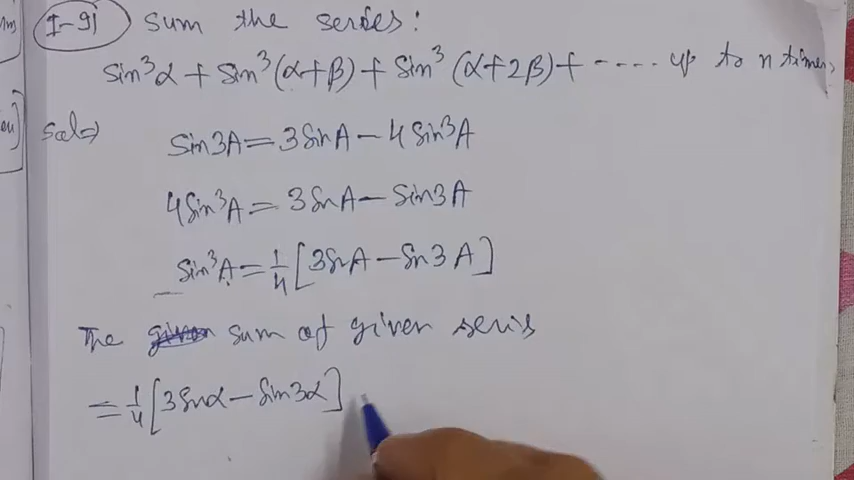 I-91 Sum the series:
sin³α + sin³(α+β) + sin³(α+2β) + ---- up to n times
Sol⇒
sin3A = 3sinA − 4sin³A
4sin³A = 3sinA − sin3A
sin³A = 1/4 [3sinA − sin3A]
The sum of given seris
= 1/4 [3sinα − sin3α]